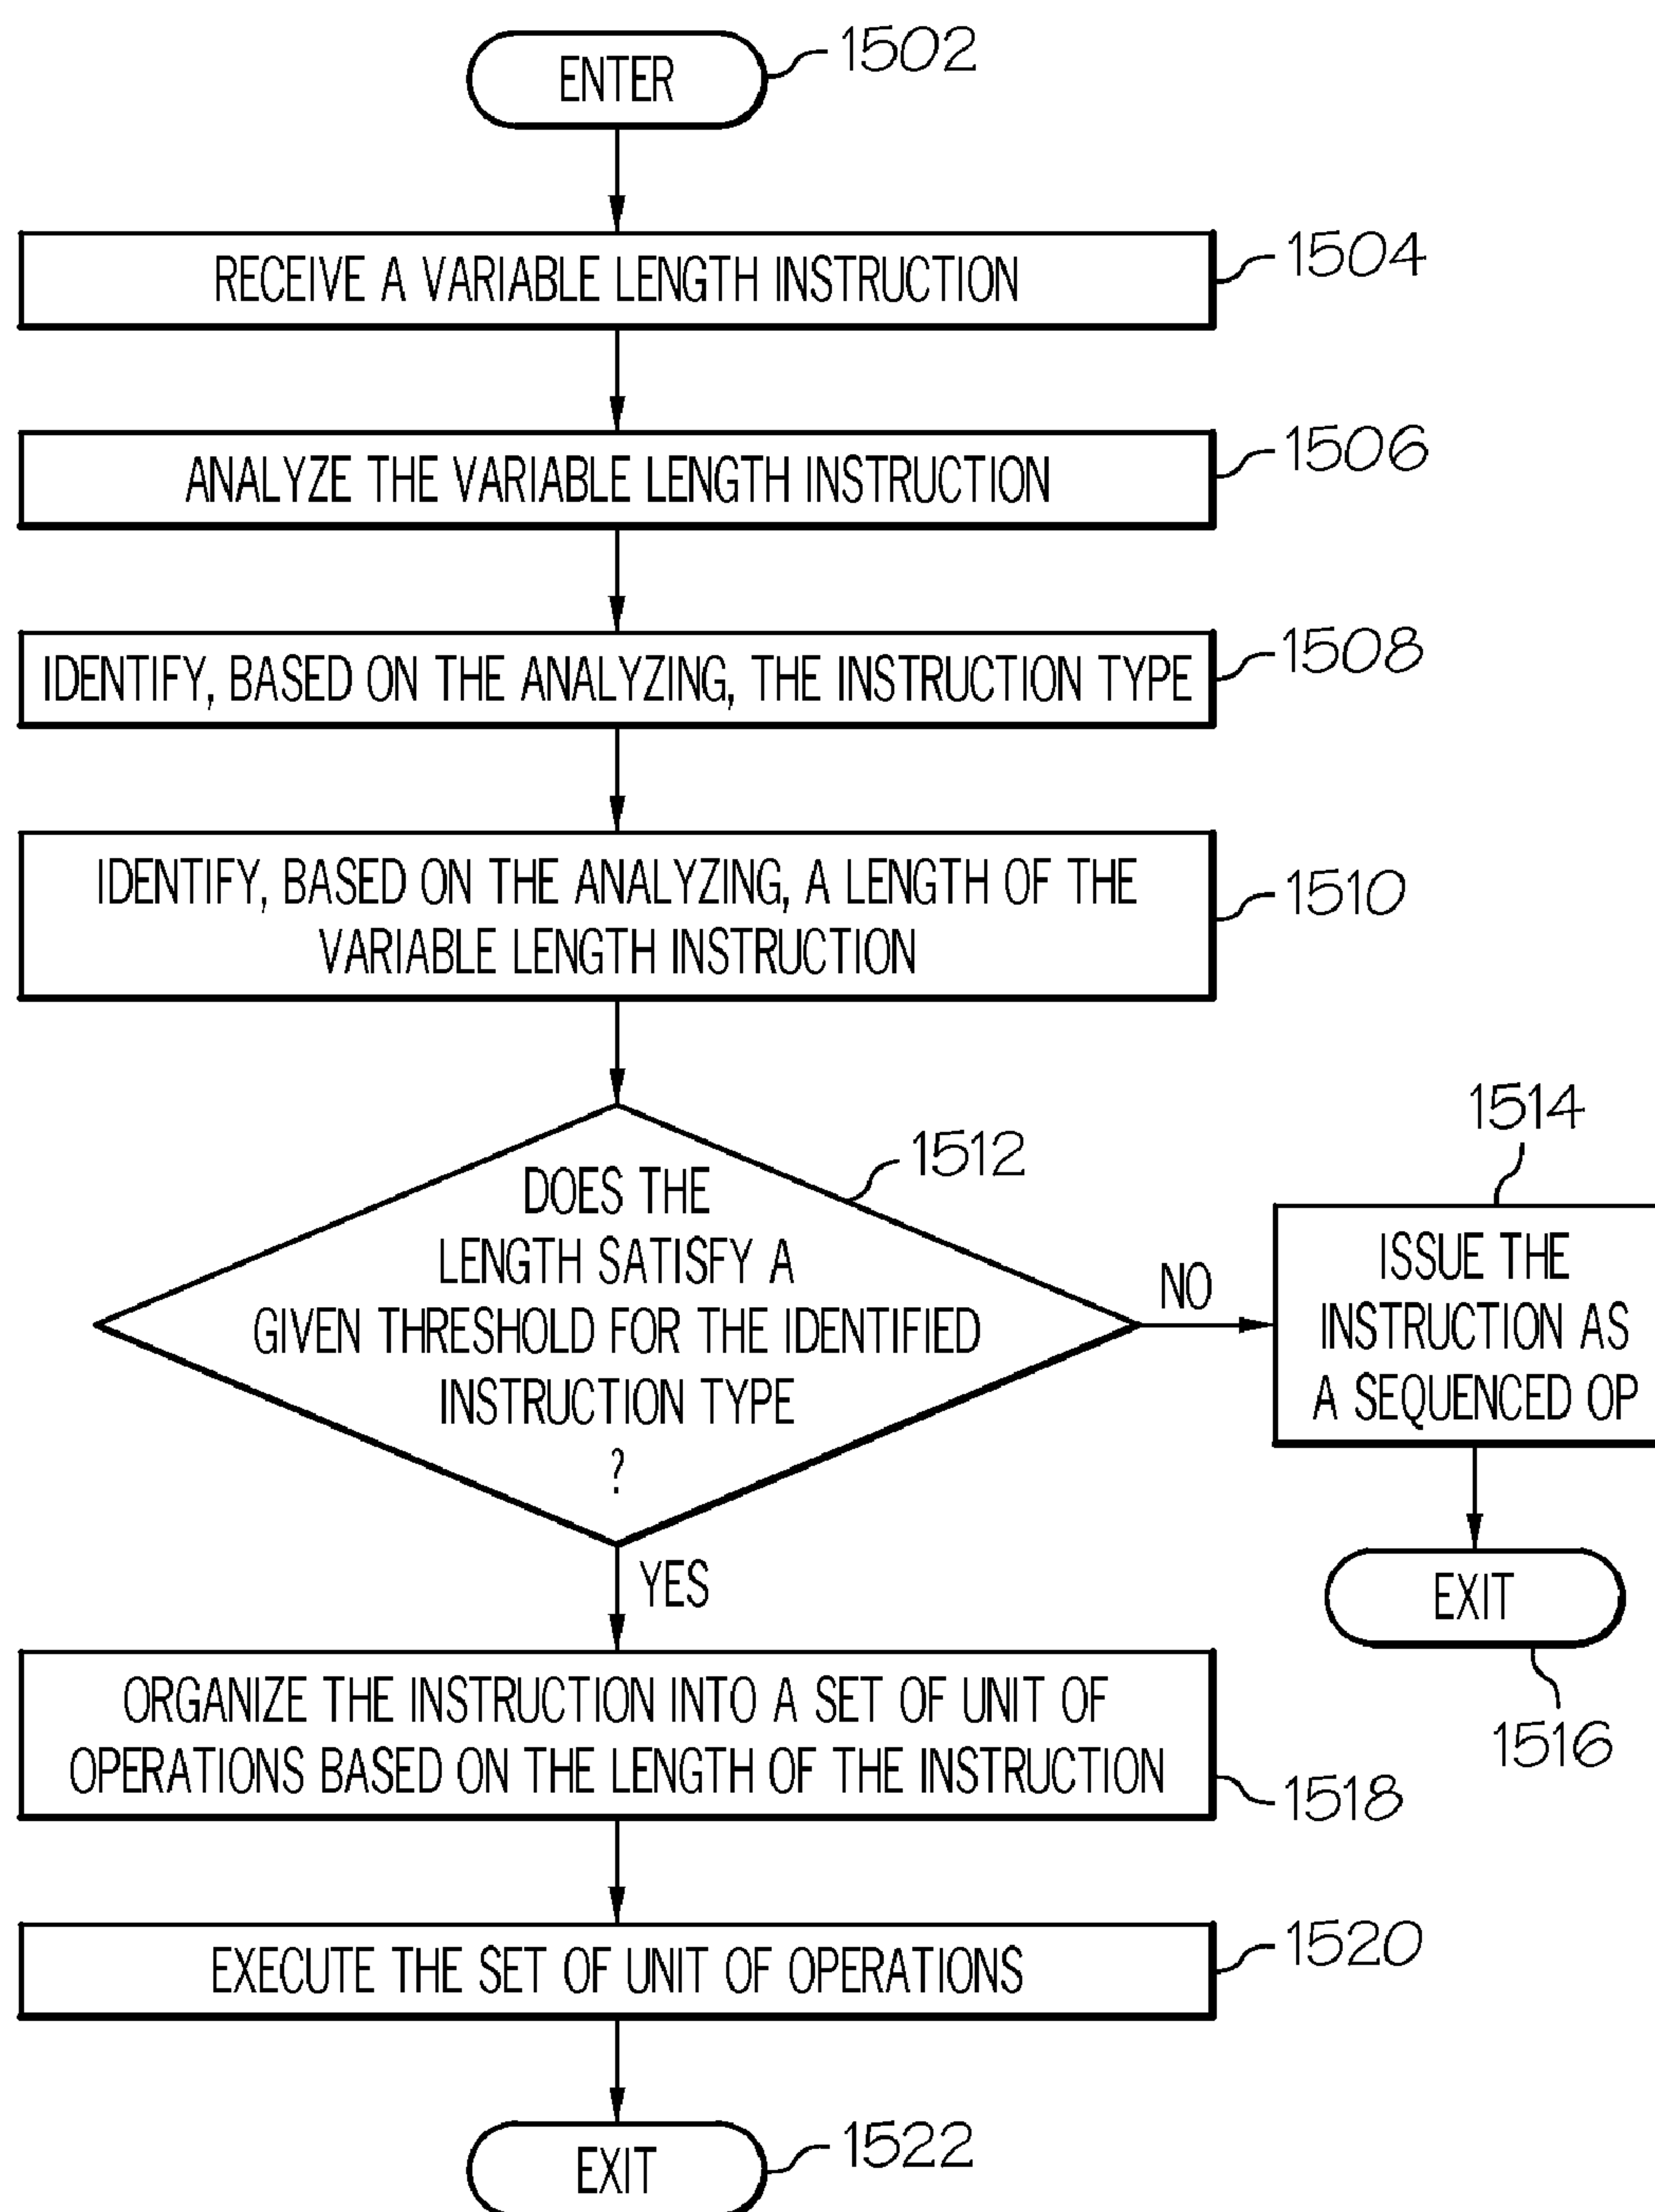 ENTER
1502
RECEIVE A VARIABLE LENGTH INSTRUCTION
1504
ANALYZE THE VARIABLE LENGTH INSTRUCTION
1506
IDENTIFY, BASED ON THE ANALYZING, THE INSTRUCTION TYPE
1508
IDENTIFY, BASED ON THE ANALYZING, A LENGTH OF THE
VARIABLE LENGTH INSTRUCTION
1510
DOES THE
LENGTH SATISFY A
GIVEN THRESHOLD FOR THE IDENTIFIED
INSTRUCTION TYPE
?
1512
NO
1514
ISSUE THE
INSTRUCTION AS
A SEQUENCED OP
EXIT
1516
YES
ORGANIZE THE INSTRUCTION INTO A SET OF UNIT OF
OPERATIONS BASED ON THE LENGTH OF THE INSTRUCTION
1518
EXECUTE THE SET OF UNIT OF OPERATIONS
1520
EXIT
1522